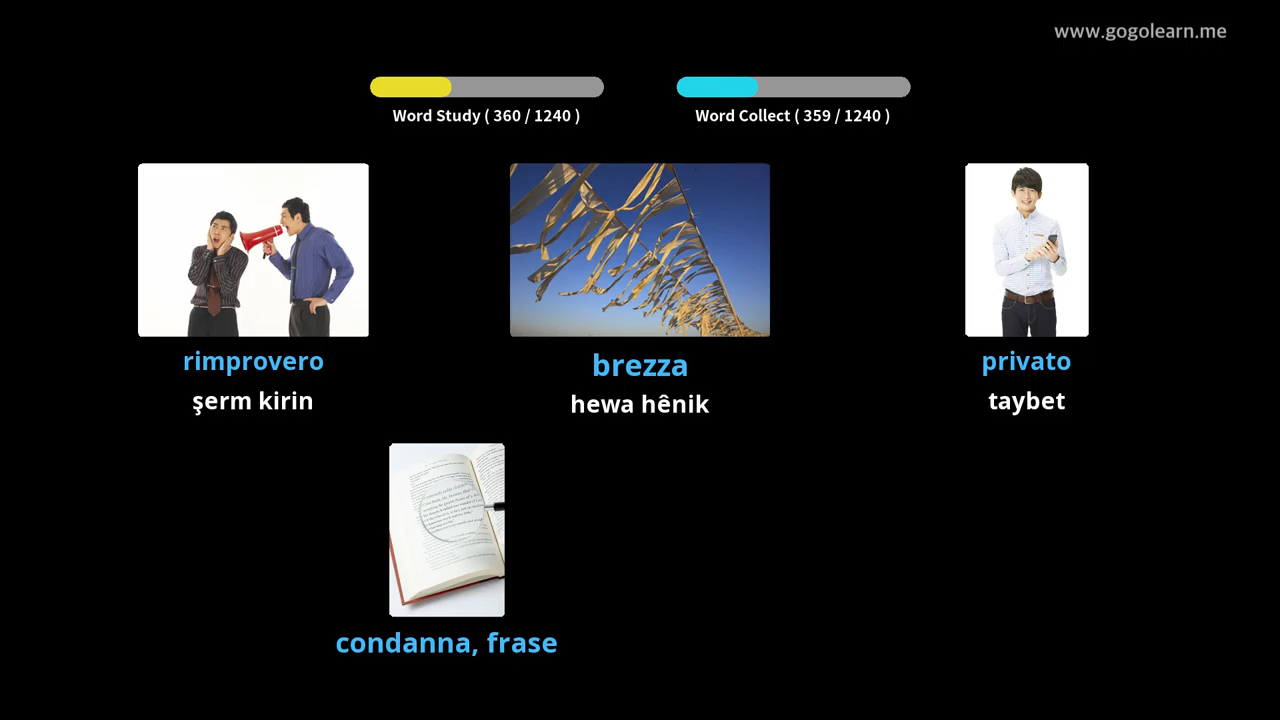 www.gogolearn.me
Word Study ( 360 / 1240 )
Word Collect ( 359 / 1240 )
rimprovero
şerm kirin
brezza
hewa hênik
privato
taybet
condanna, frase